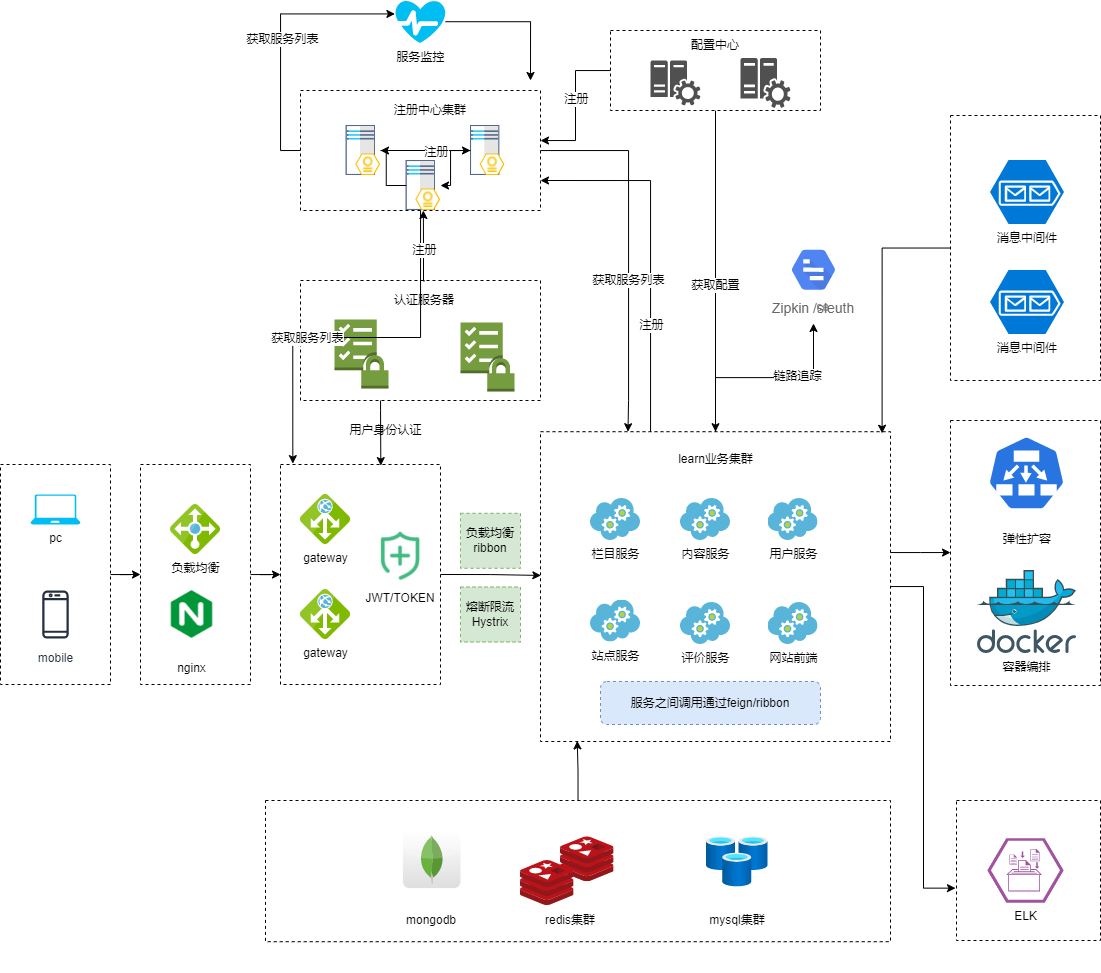 获取服务列表
服务监控
配置中心
注册
注册中心集群
注册
注册
认证服务器
获取服务列表
用户身份认证
获取服务列表
注册
获取配置
Zipkin /sleuth
链路追踪
消息中间件
消息中间件
pc
mobile
负载均衡
nginx
gateway
gateway
JWT/TOKEN
负载均衡
ribbon
熔断限流
Hystrix
learn业务集群
栏目服务
内容服务
用户服务
站点服务
评价服务
网站前端
服务之间调用通过feign/ribbon
弹性扩容
docker
容器编排
mongodb
redis集群
mysql集群
ELK